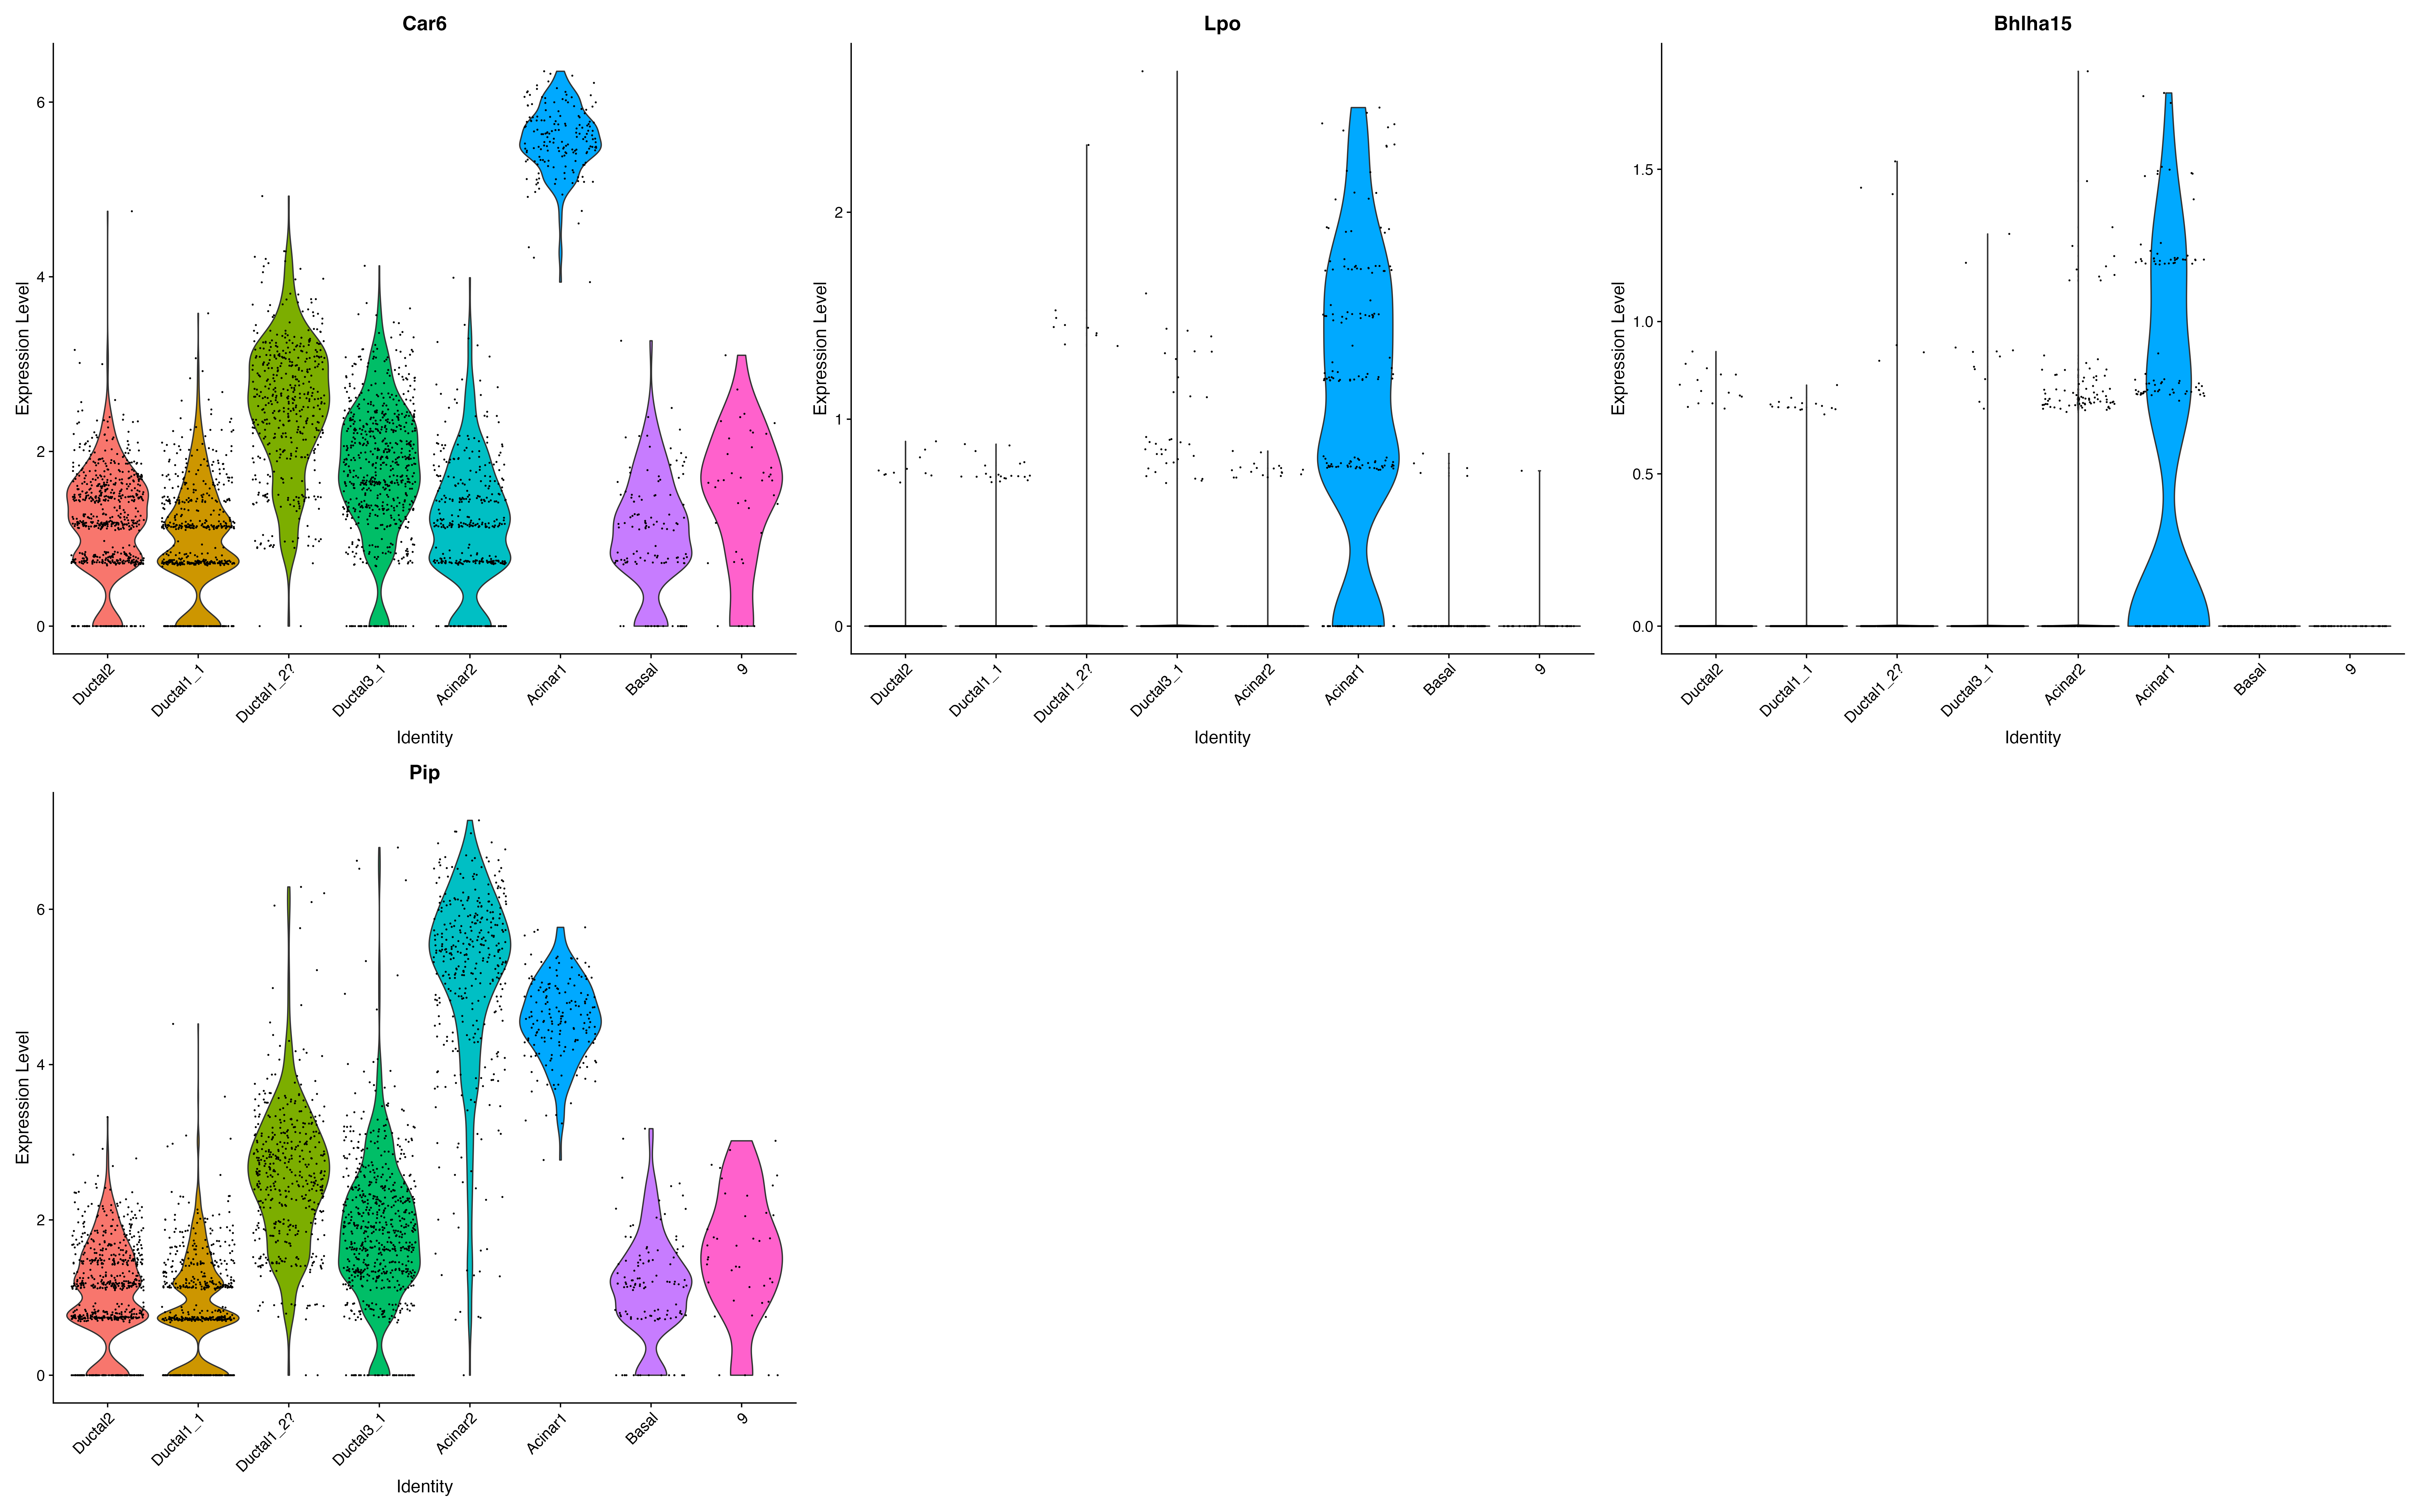 Car6
Expression Level
6
4
2
0
Ductal2
Ductal1_1
Ductal1_2?
Ductal3_1
Acinar2
Acinar1
Basal
9
Identity
Lpo
Expression Level
2
1
0
Ductal2
Ductal1_1
Ductal1_2?
Ductal3_1
Acinar2
Acinar1
Basal
9
Identity
Bhlha15
Expression Level
1.5
1.0
0.5
0.0
Ductal2
Ductal1_1
Ductal1_2?
Ductal3_1
Acinar2
Acinar1
Basal
9
Identity
Pip
Expression Level
6
4
2
0
Ductal2
Ductal1_1
Ductal1_2?
Ductal3_1
Acinar2
Acinar1
Basal
9
Identity